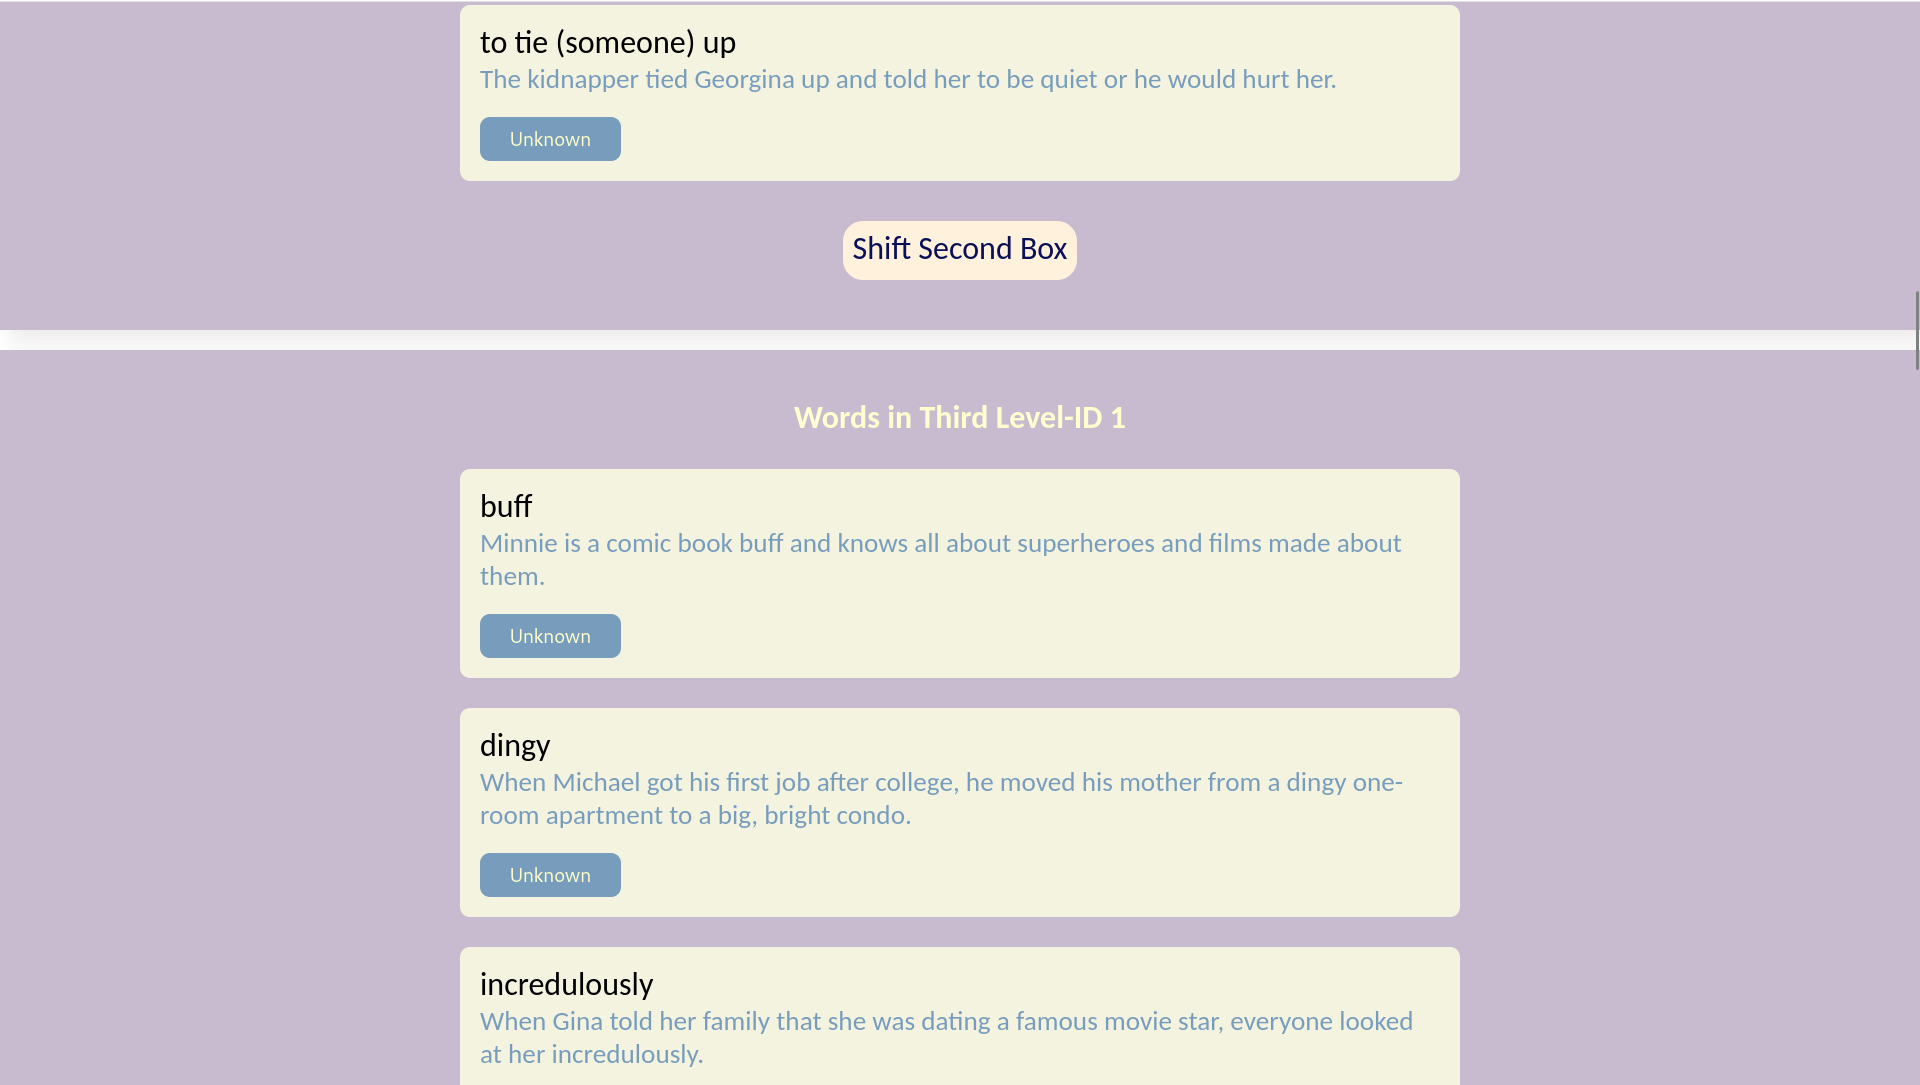 to tie (someone) up
The kidnapper tied Georgina up and told her to be quiet or he would hurt her.
Unknown
Shift Second Box
Words in Third Level-ID 1
buff
Minnie is a comic book buff and knows all about superheroes and films made about
them.
Unknown
dingy
When Michael got his first job after college, he moved his mother from a dingy one-
room apartment to a big, bright condo.
Unknown
incredulously
When Gina told her family that she was dating a famous movie star, everyone looked
at her incredulously.